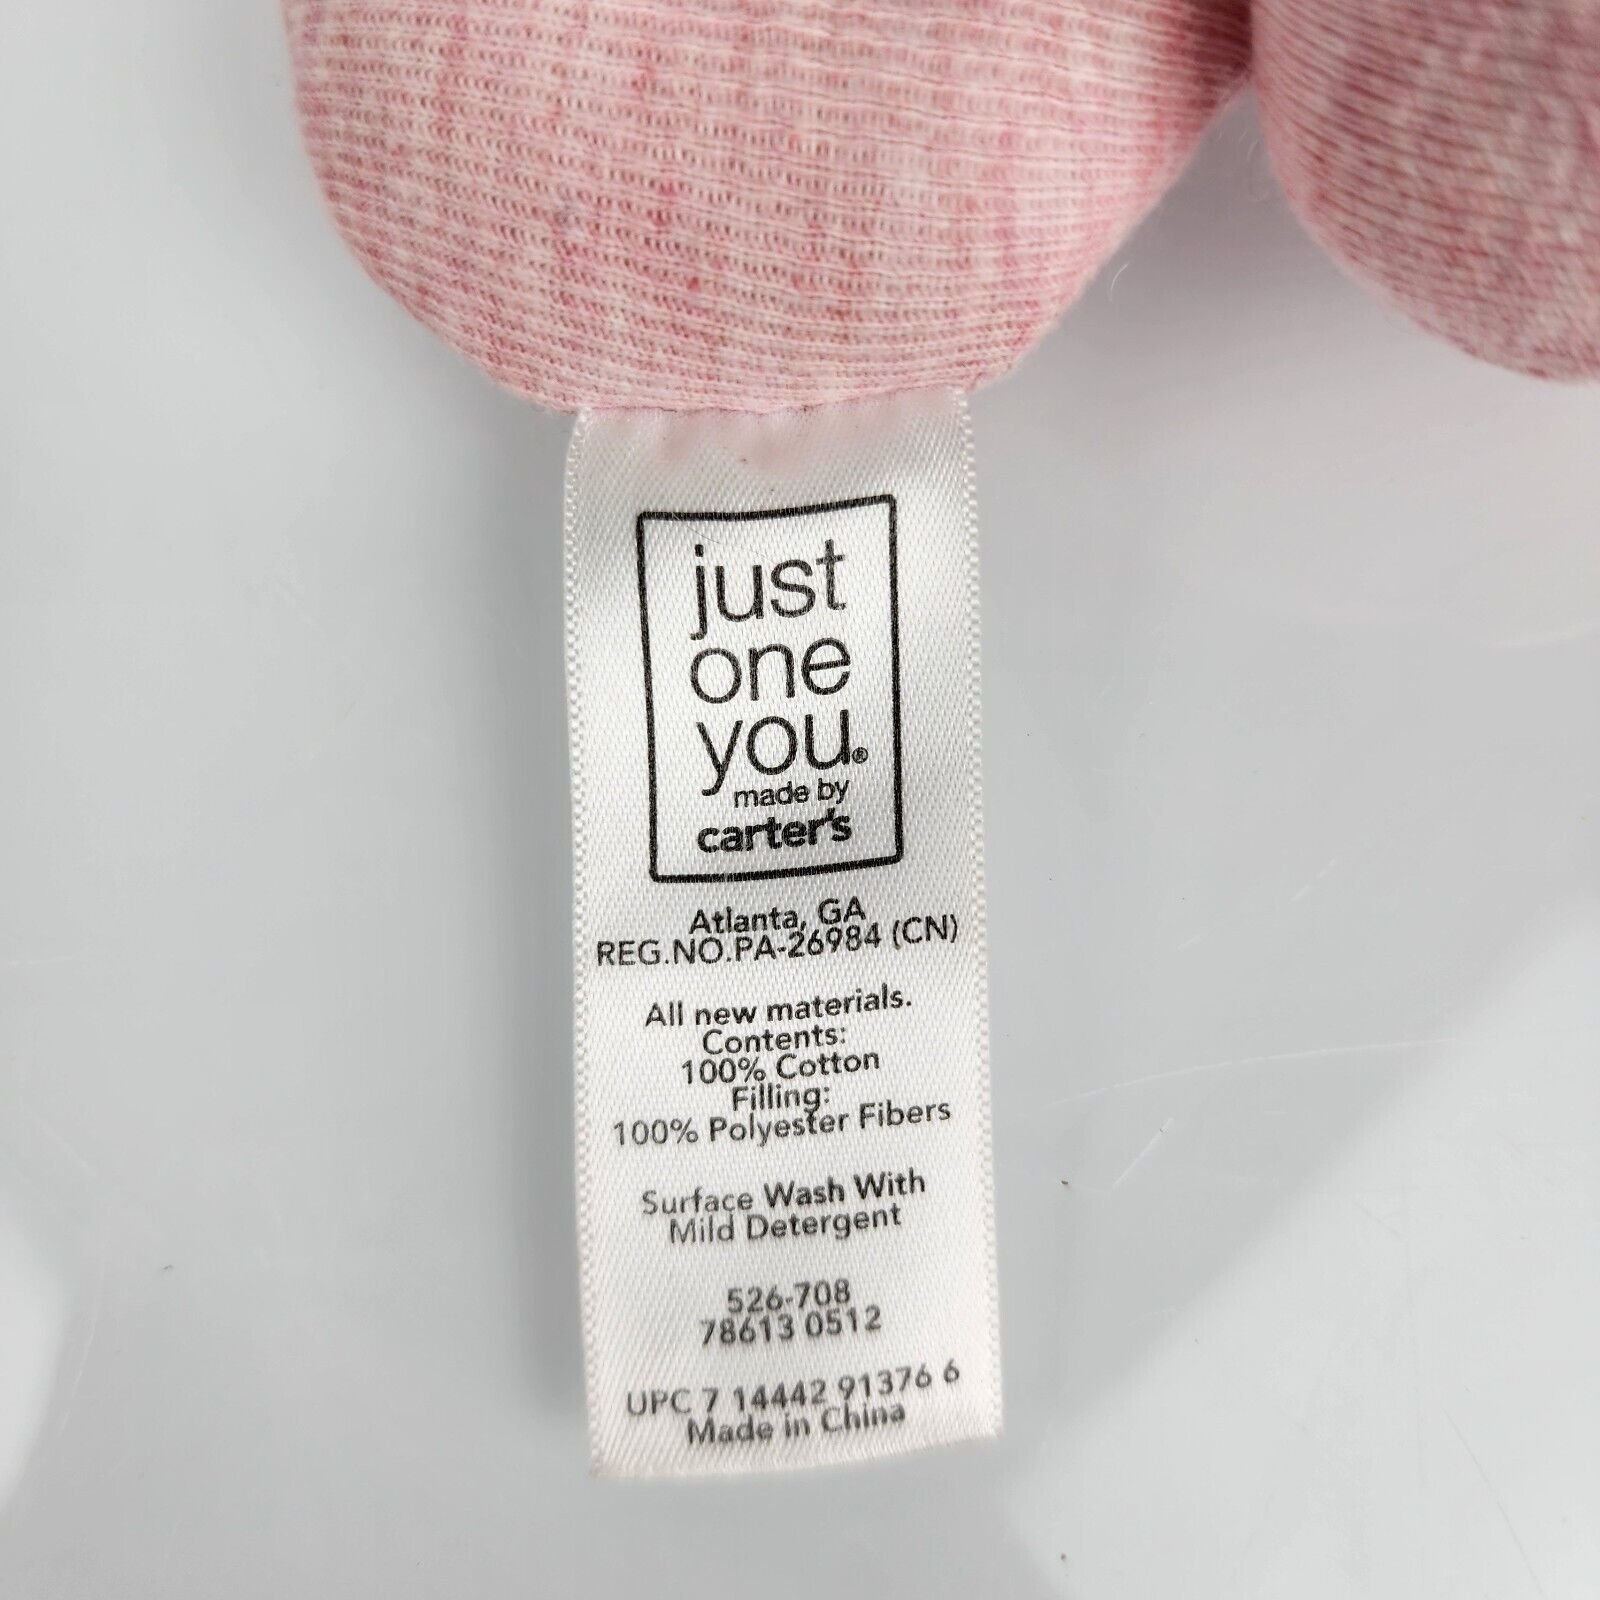 just
one
you®
made by
carter's
Atlanta, GA
REG.NO.PA-26984 (CN)
All new materials.
Contents:
100% Cotton
Filling:
100% Polyester Fibers
Surface Wash With
Mild Detergent
526-708
78613 0512
UPC 7 14442 91376 6
Made in China